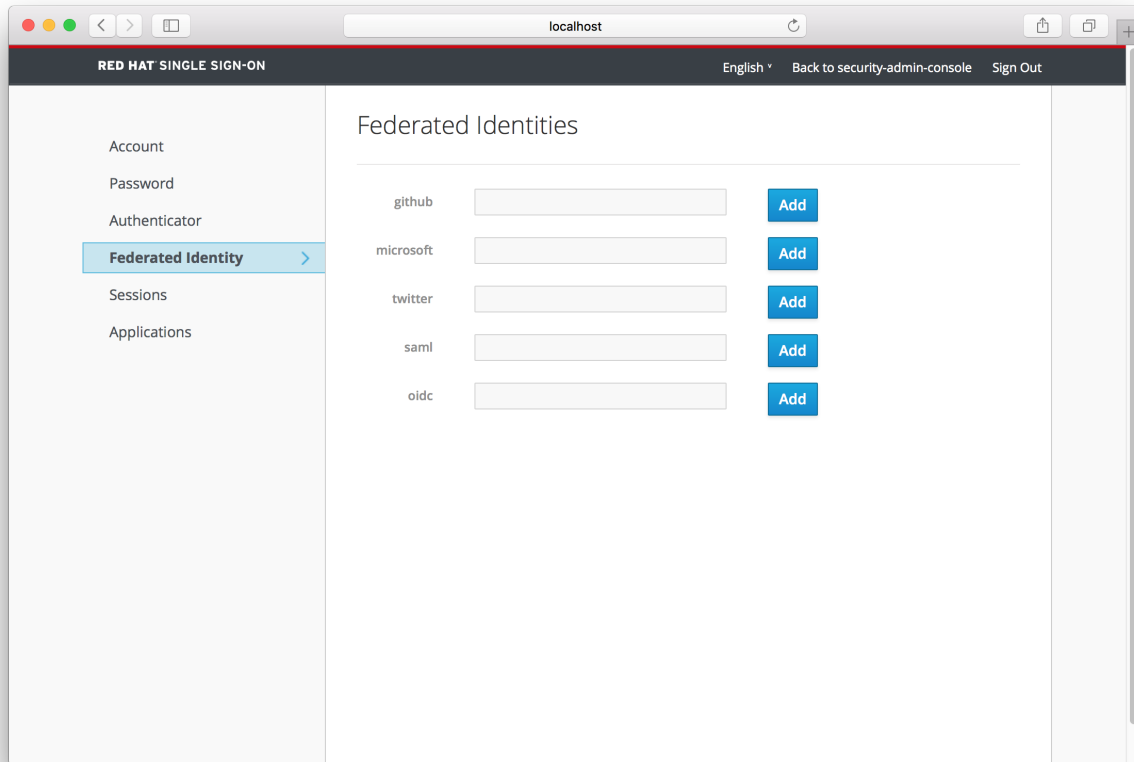 localhost
RED HAT SINGLE SIGN-ON
English Back to security-admin-console Sign Out
Account
Password
Authenticator
Federated Identity
Sessions
Applications
Federated Identities
github Add
microsoft Add
twitter Add
saml Add
oidc Add